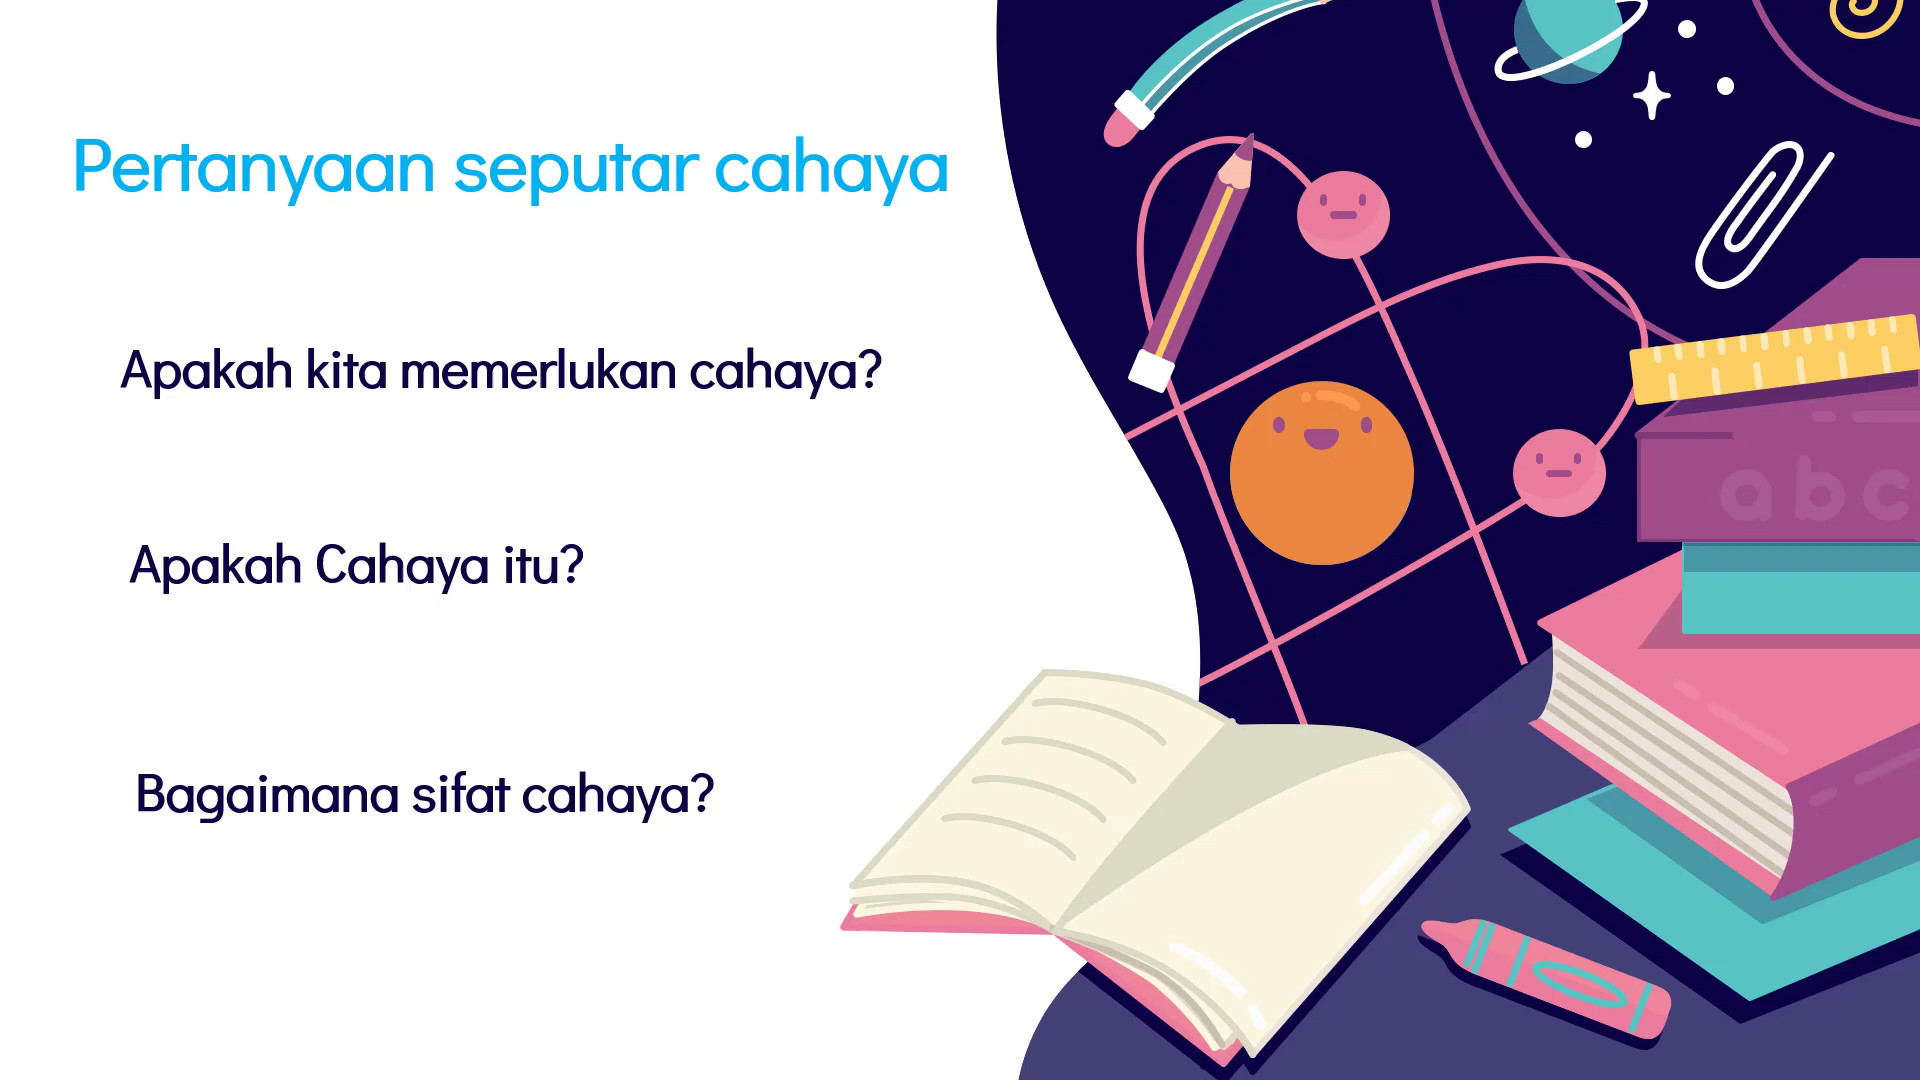 Pertanyaan seputar cahaya
Apakah kita memerlukan cahaya?
Apakah Cahaya itu?
Bagaimana sifat cahaya?
abc